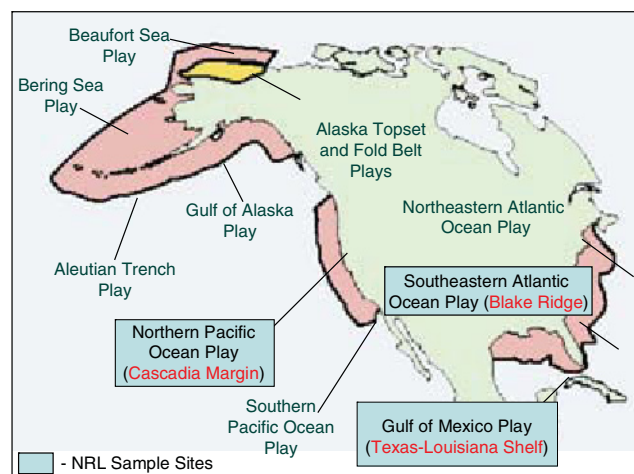 Beaufort Sea
Play
Bering Sea
Play
Alaska Topset
and Fold Belt
Plays
Gulf of Alaska
Play
Northeastern Atlantic
Ocean Play
Aleutian Trench
Play
Southeastern Atlantic
Ocean Play (Blake Ridge)
Northern Pacific
Ocean Play
(Cascadia Margin)
Southern
Pacific Ocean
Play
Gulf of Mexico Play
(Texas-Louisiana Shelf)
- NRL Sample Sites